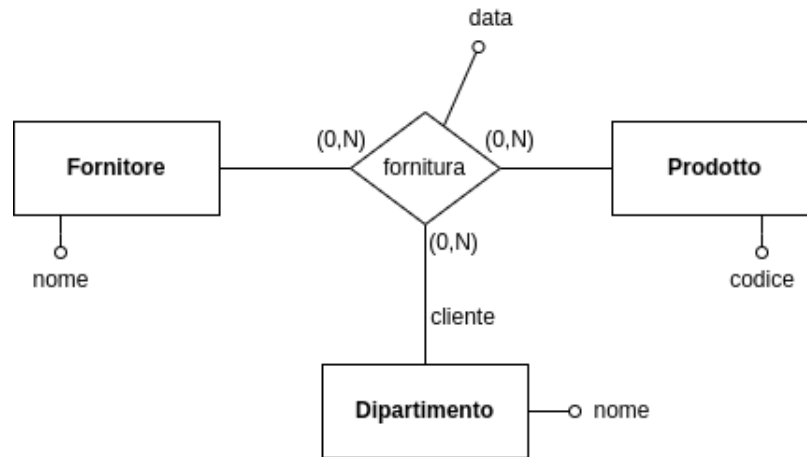 data
(0,N)
(0,N)
Fornitore
fornitura
Prodotto
(0,N)
nome
codice
cliente
Dipartimento
nome